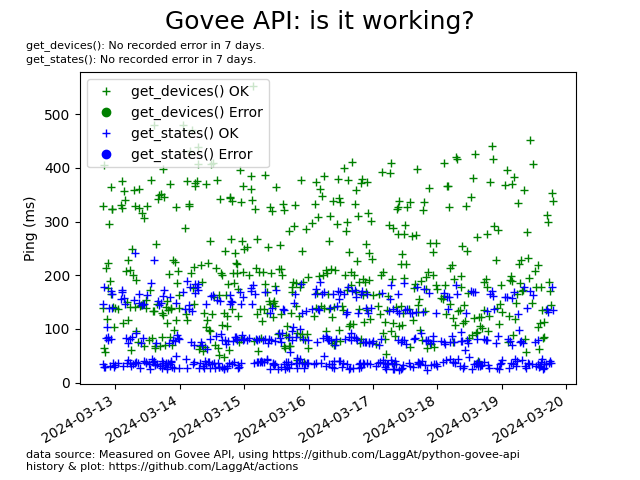 Govee API: is it working?
get_devices(): No recorded error in 7 days.
get_states(): No recorded error in 7 days.
get_devices() OK
get_devices() Error
get_states() OK
get_states() Error
Ping (ms)
500
400
300
200
100
0
2024-03-13
2024-03-14
2024-03-15
2024-03-16
2024-03-17
2024-03-18
2024-03-19
2024-03-20
data source: Measured on Govee API, using https://github.com/LaggAt/python-govee-api
history & plot: https://github.com/LaggAt/actions